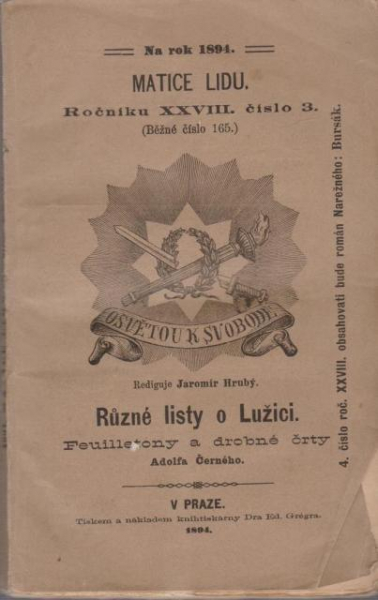 Na rok 1894.
MATICE LIDU.
Ročníku XXVIII. číslo 3.
(Běžné číslo 165.)
OSVĚTOU K SVOBODĚ
Rediguje Jaromír Hrubý.
Různé listy o Lužici.
Feuilletony a drobné črty
Adolfa Černého.
V PRAZE.
Tiskem a nákladem knihtiskárny Dra Ed. Grégra.
1894.
4. číslo roč. XXVIII. obsahovati bude román Narežného: Bursák.